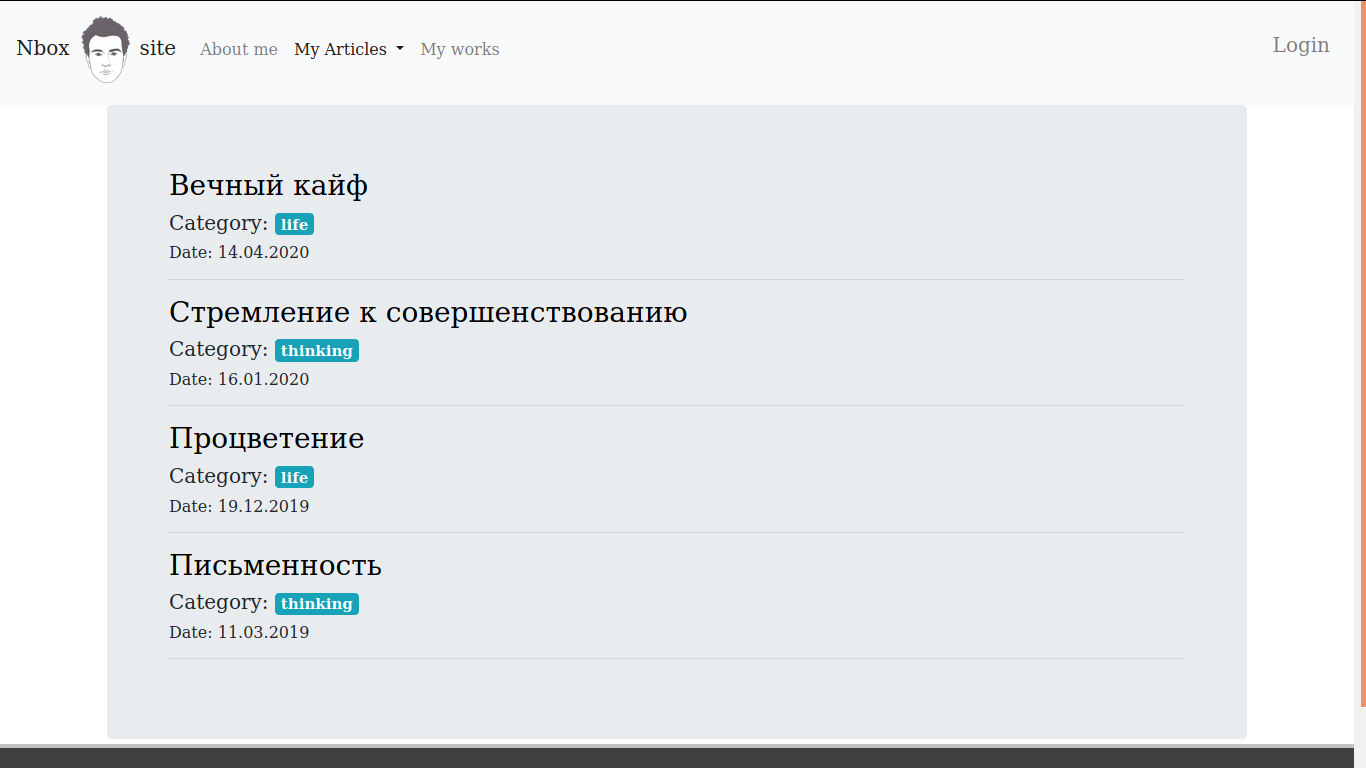 Nbox site About me My Articles My works Login
Вечный кайф
Category: life
Date: 14.04.2020
Стремление к совершенствованию
Category: thinking
Date: 16.01.2020
Процветение
Category: life
Date: 19.12.2019
Письменность
Category: thinking
Date: 11.03.2019